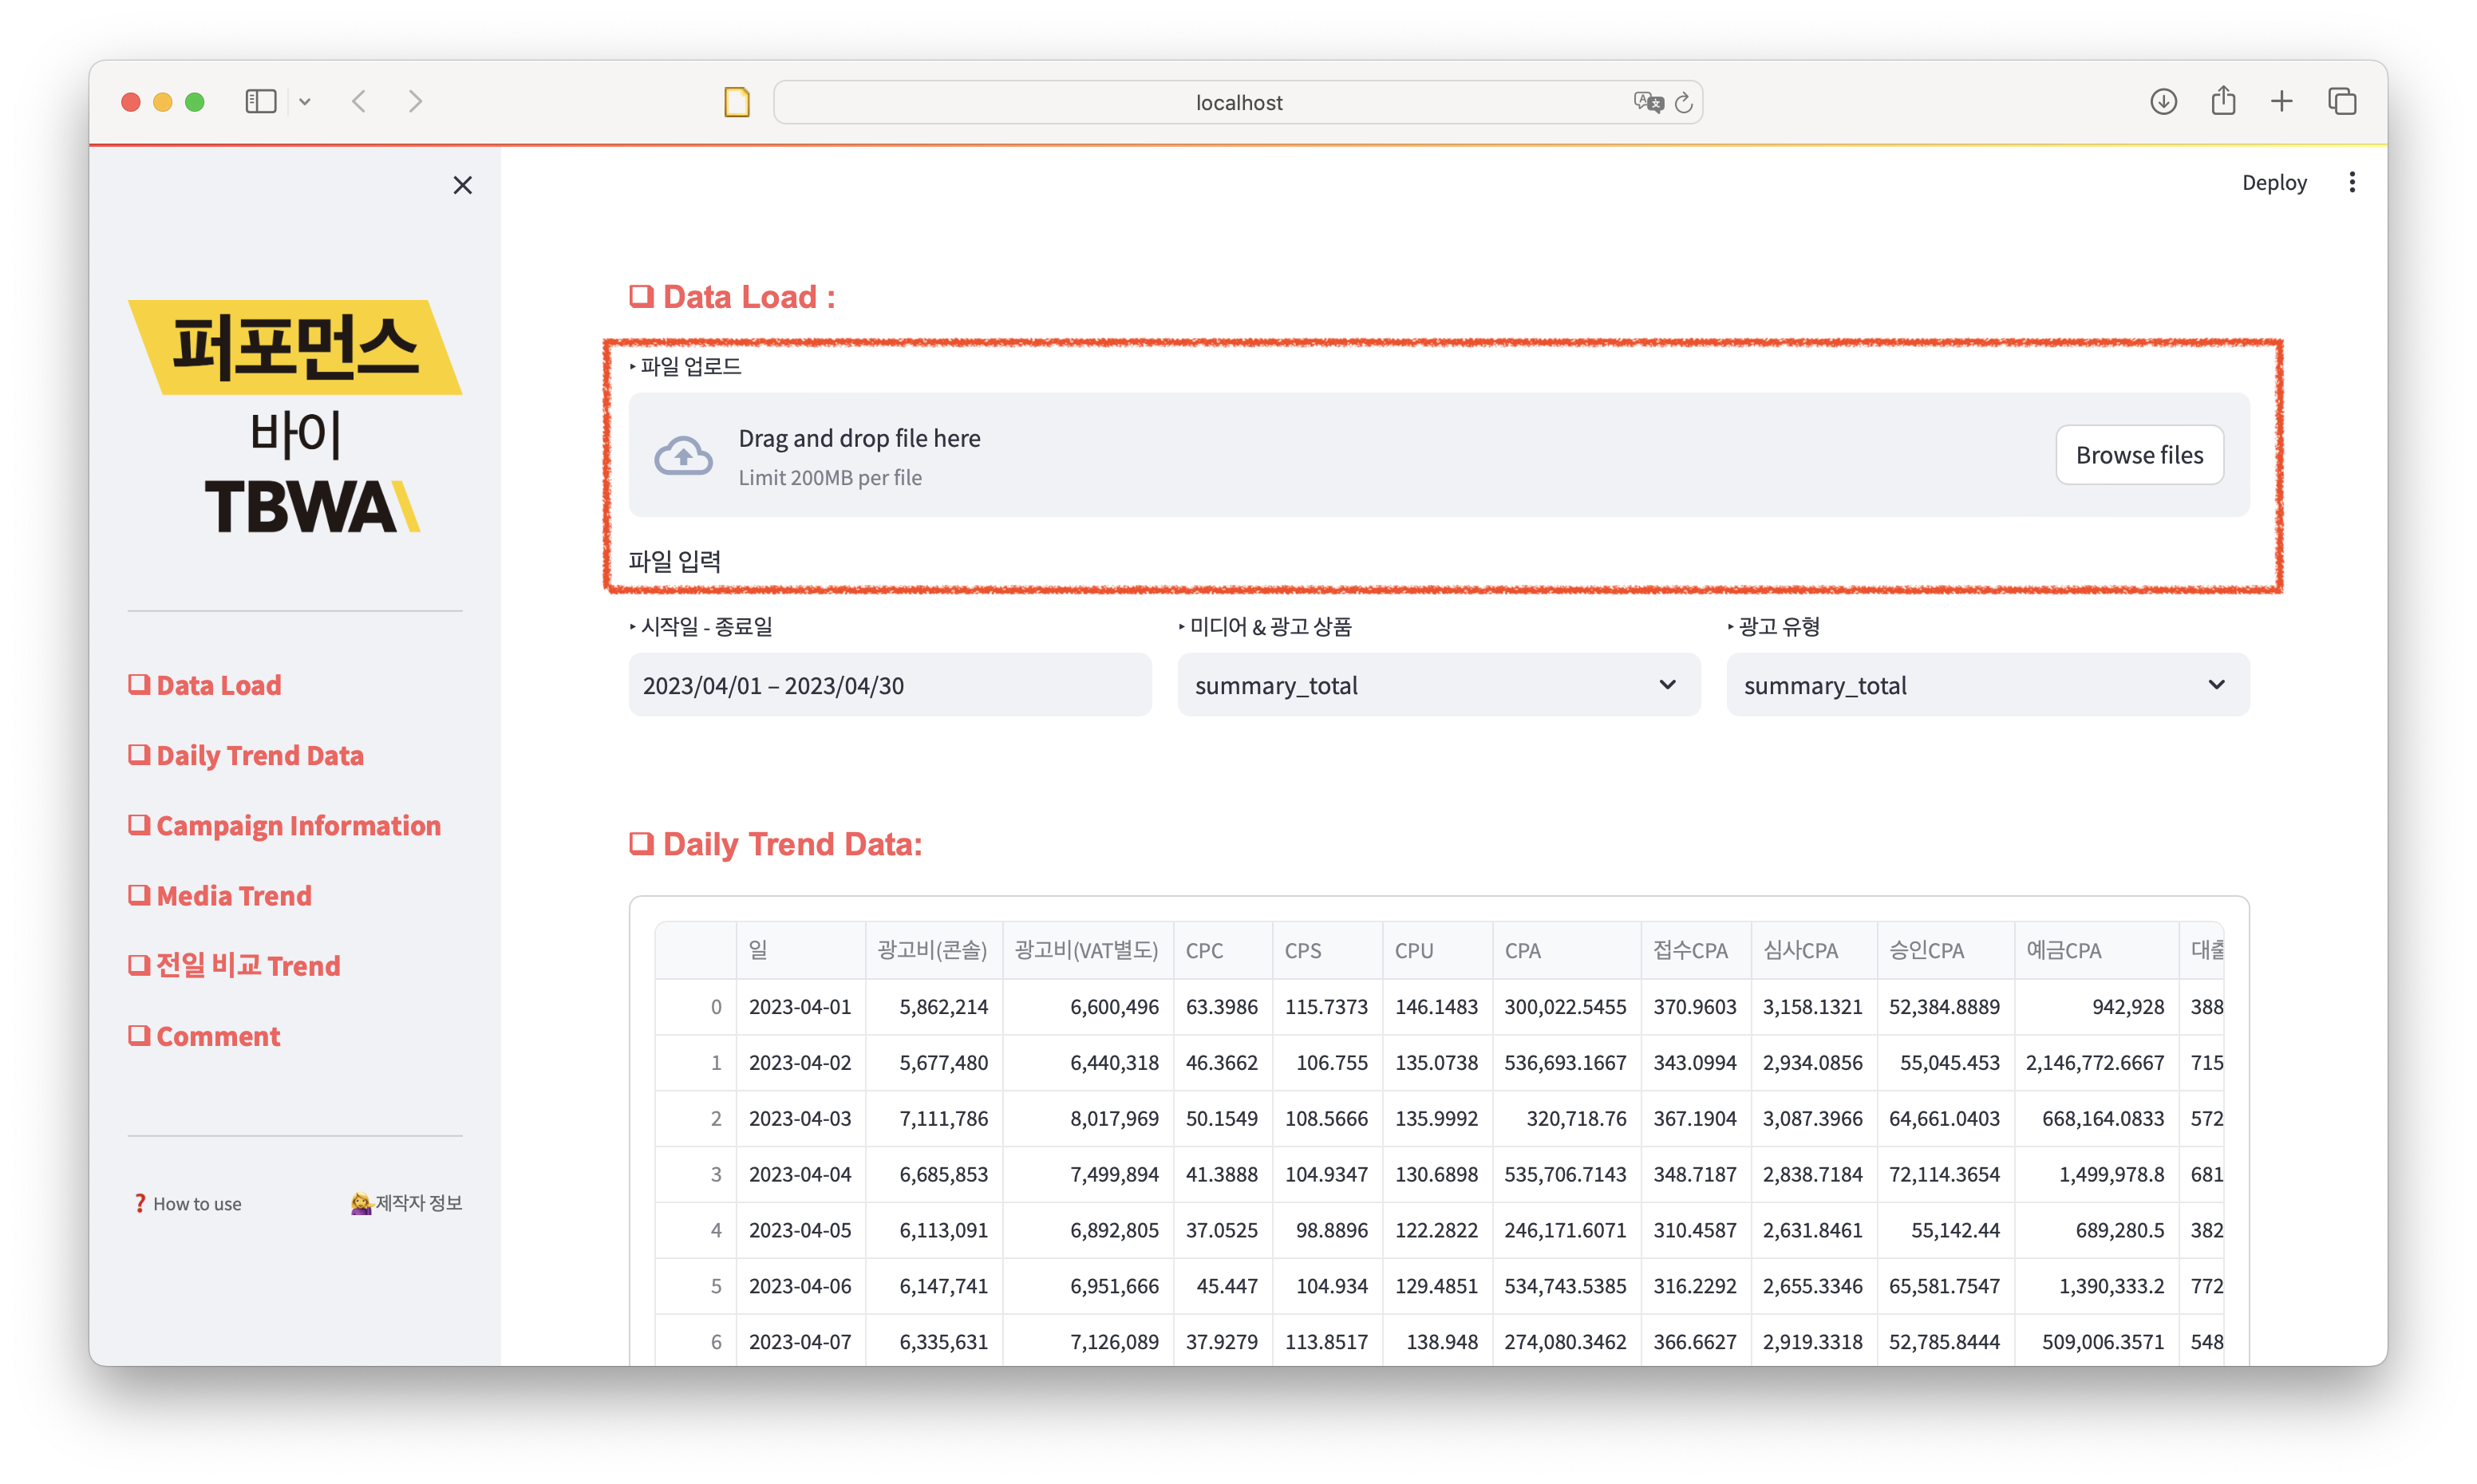 localhost
Deploy
퍼포먼스
바이
TBWA\
❏ Data Load
❏ Daily Trend Data
❏ Campaign Information
❏ Media Trend
❏ 전일 비교 Trend
❏ Comment
❓ How to use
💁‍♀️제작자 정보
❏ Data Load :
‣ 파일 업로드
Drag and drop file here
Limit 200MB per file
Browse files
파일 입력
‣ 시작일 - 종료일
‣ 미디어 & 광고 상품
‣ 광고 유형
2023/04/01 – 2023/04/30
summary_total
summary_total
❏ Daily Trend Data:
일 광고비(콘솔) 광고비(VAT별도) CPC CPS CPU CPA 접수CPA 심사CPA 승인CPA 예금CPA 대출
0 2023-04-01 5,862,214 6,600,496 63.3986 115.7373 146.1483 300,022.5455 370.9603 3,158.1321 52,384.8889 942,928 388
1 2023-04-02 5,677,480 6,440,318 46.3662 106.755 135.0738 536,693.1667 343.0994 2,934.0856 55,045.453 2,146,772.6667 715
2 2023-04-03 7,111,786 8,017,969 50.1549 108.5666 135.9992 320,718.76 367.1904 3,087.3966 64,661.0403 668,164.0833 572
3 2023-04-04 6,685,853 7,499,894 41.3888 104.9347 130.6898 535,706.7143 348.7187 2,838.7184 72,114.3654 1,499,978.8 681
4 2023-04-05 6,113,091 6,892,805 37.0525 98.8896 122.2822 246,171.6071 310.4587 2,631.8461 55,142.44 689,280.5 382
5 2023-04-06 6,147,741 6,951,666 45.447 104.934 129.4851 534,743.5385 316.2292 2,655.3346 65,581.7547 1,390,333.2 772
6 2023-04-07 6,335,631 7,126,089 37.9279 113.8517 138.948 274,080.3462 366.6627 2,919.3318 52,785.8444 509,006.3571 548